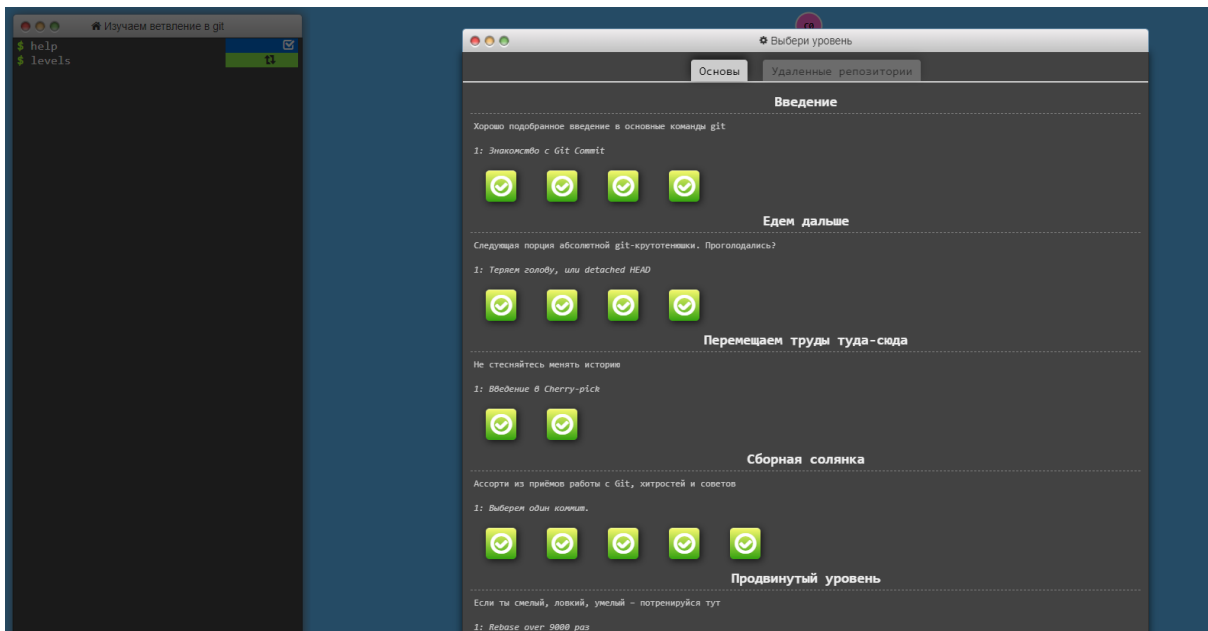 Изучаем ветвление в git
$ help
$ levels
C0
Выбери уровень
Основы
Удаленные репозитории
Введение
Хорошо подобранное введение в основные команды git
1: Знакомство с Git Commit
Едем дальше
Следующая порция абсолютной git-крутотенюшки. Проголодались?
1: Теряем голову, или detached HEAD
Перемещаем труды туда-сюда
Не стесняйтесь менять историю
1: Введение в Cherry-pick
Сборная солянка
Ассорти из приёмов работы с Git, хитростей и советов
1: Выберем один коммит.
Продвинутый уровень
Если ты смелый, ловкий, умелый – потренируйся тут
1: Rebase over 9000 раз